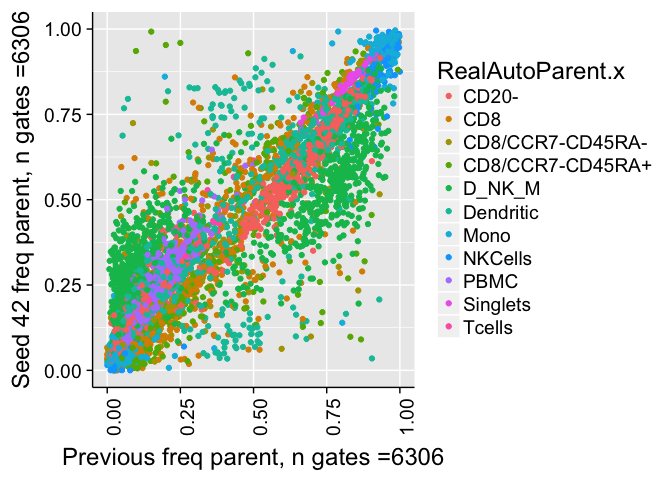 Seed 42 freq parent, n gates =6306
1.00
0.75
0.50
0.25
0.00
0.00
0.25
0.50
0.75
1.00
Previous freq parent, n gates =6306
RealAutoParent.x
CD20-
CD8
CD8/CCR7-CD45RA-
CD8/CCR7-CD45RA+
D_NK_M
Dendritic
Mono
NKCells
PBMC
Singlets
Tcells